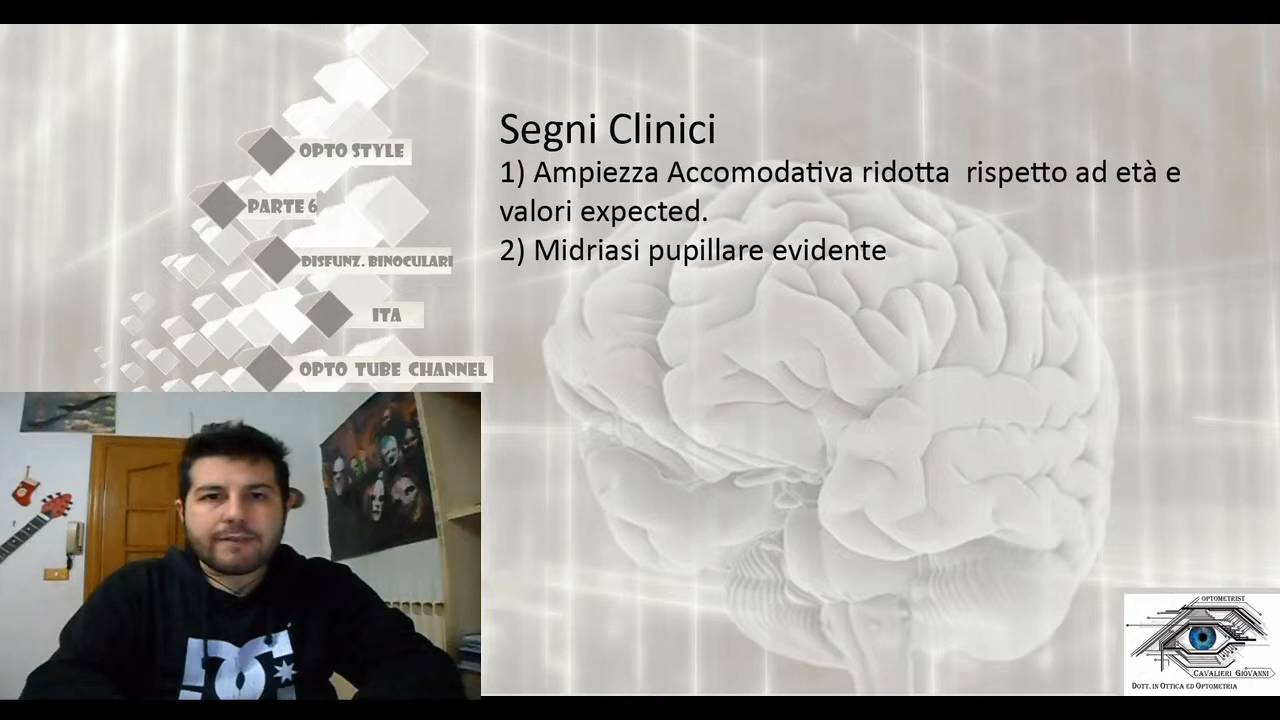 OPTO STYLE
PARTE 6
DISFUNZ. BINOCULARI
ITA
OPTO TUBE CHANNEL
Segni Clinici
1) Ampiezza Accomodativa ridotta  rispetto ad età e
valori expected.
2) Midriasi pupillare evidente
DC
OPTOMETRIST
CAVALIERI GIOVANNI
DOTT. IN OTTICA ED OPTOMETRIA